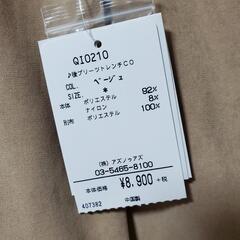 QI0210
♪後プリーツトレンチCO
COL. ベージュ
SIZE. *
本体 ポリエステル 92%
ナイロン 8%
別布 ポリエステル 100%
(株) アズノゥアズ
03-5465-8100
本体価格 ¥8,900 +税
407382 中国製